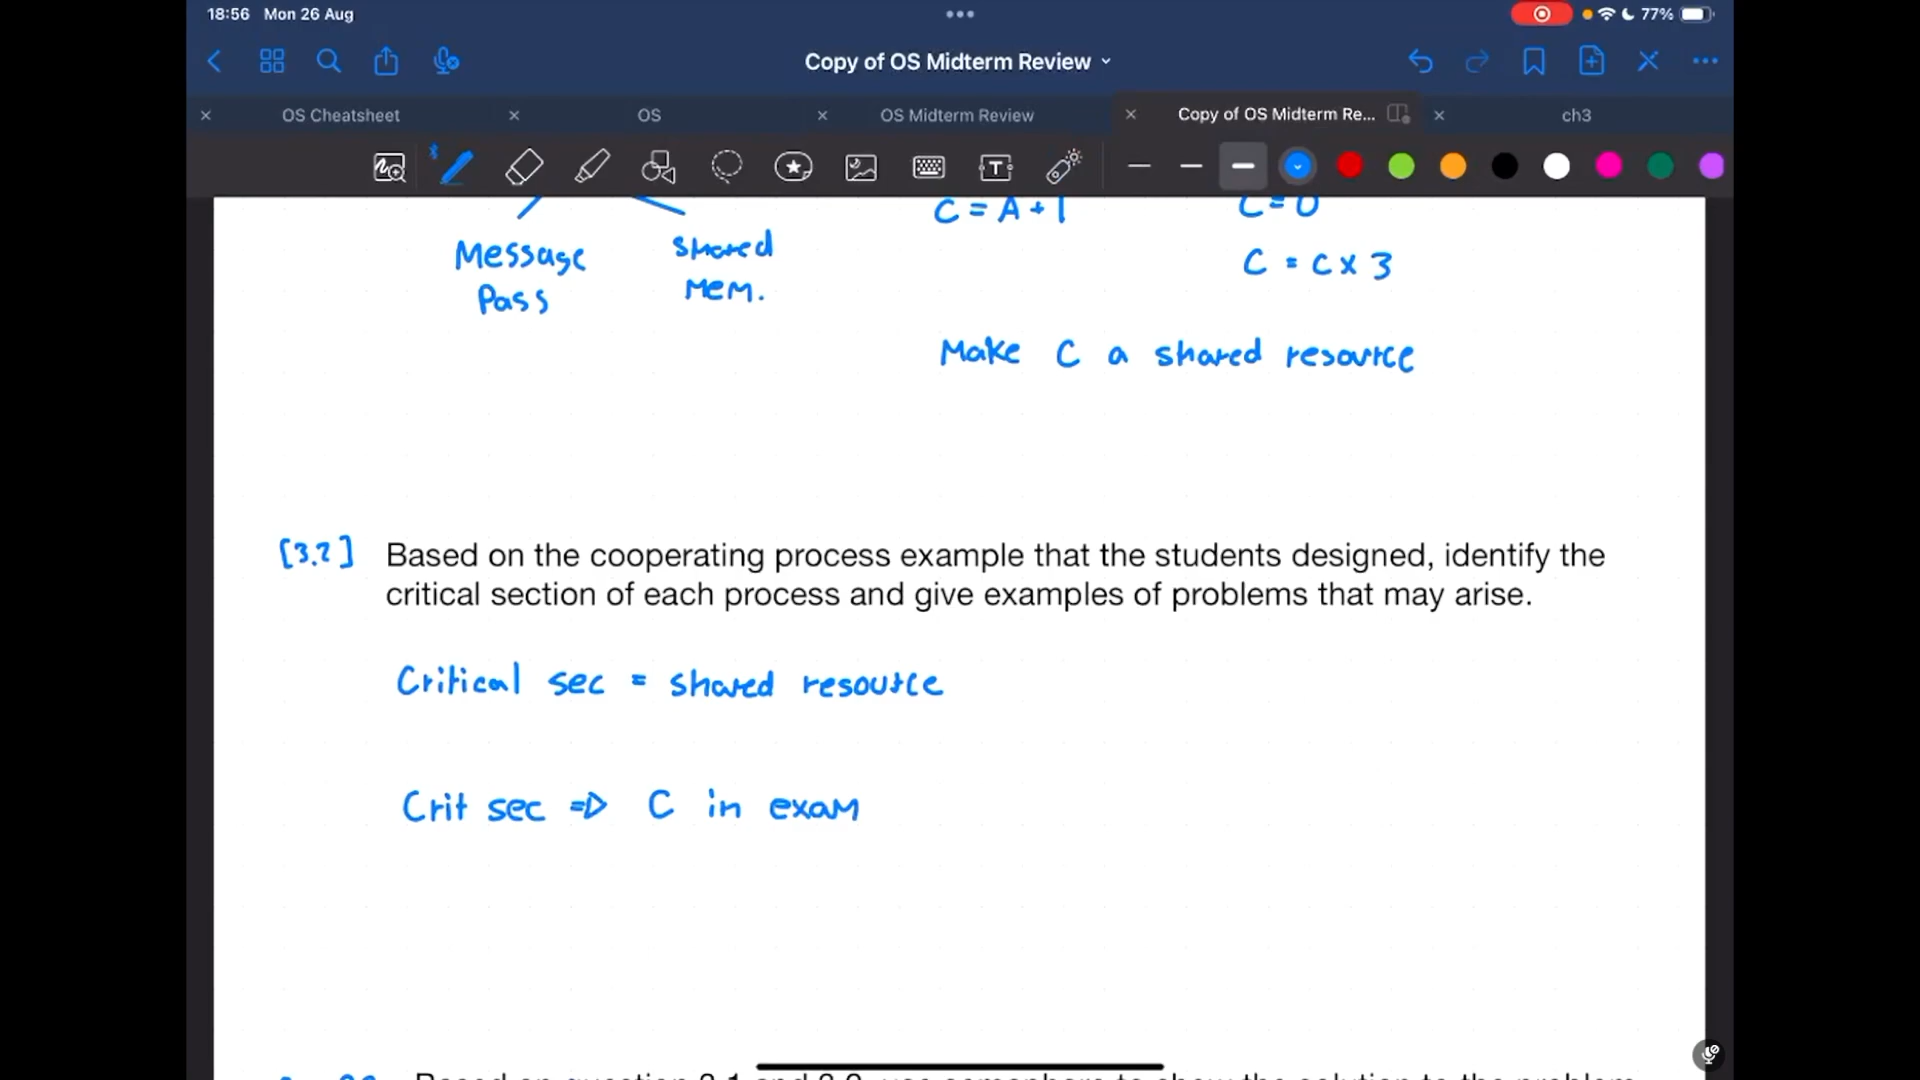 18:56 Mon 26 Aug
77%
Copy of OS Midterm Review
OS Cheatsheet
OS
OS Midterm Review
Copy of OS Midterm Re...
ch3
C = A + 1
C = 0
Message
Pass
Shared
Mem.
C = C x 3
Make C a shared resource
[3.2] Based on the cooperating process example that the students designed, identify the
critical section of each process and give examples of problems that may arise.
Critical sec = shared resource
Crit sec => C in exam